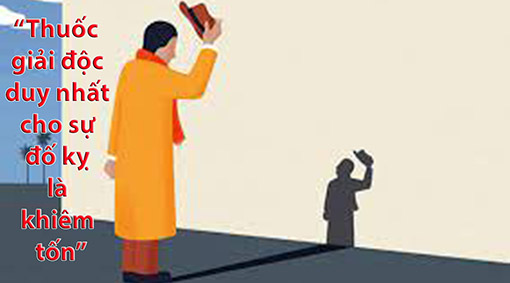 “Thuốc
giải độc
duy nhất
cho sự
đố kỵ
là
khiêm
tốn”